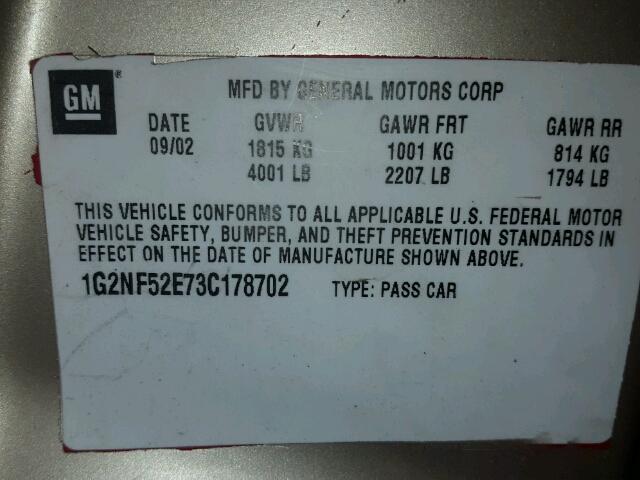 GM ®
MFD BY GENERAL MOTORS CORP
DATE GVWR GAWR FRT GAWR RR
09/02 1815 KG 1001 KG 814 KG
4001 LB 2207 LB 1794 LB
THIS VEHICLE CONFORMS TO ALL APPLICABLE U.S. FEDERAL MOTOR
VEHICLE SAFETY, BUMPER, AND THEFT PREVENTION STANDARDS IN
EFFECT ON THE DATE OF MANUFACTURE SHOWN ABOVE.
1G2NF52E73C178702 TYPE: PASS CAR